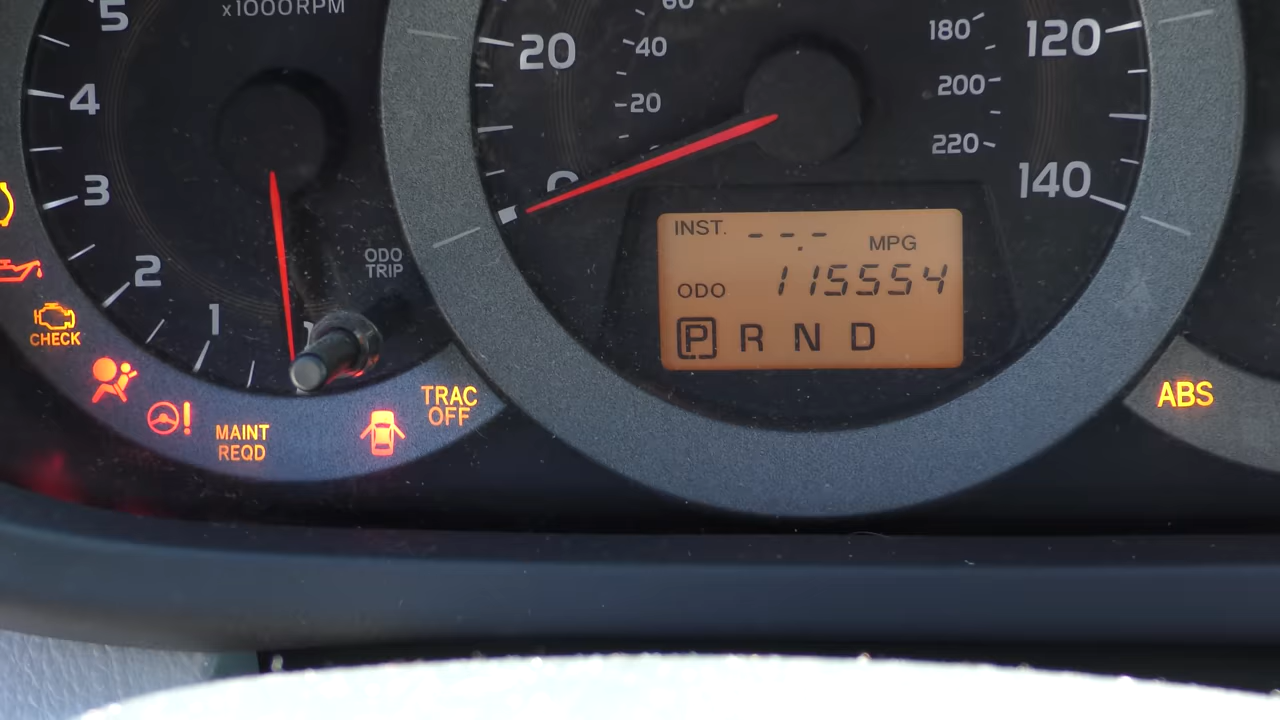 x1000RPM
5
4
3
2
1
ODO
TRIP
CHECK
MAINT
REQD
TRAC
OFF
60
40
20
20
0
180
200
220
120
140
INST. --.- MPG
ODO 115554
P R N D
ABS